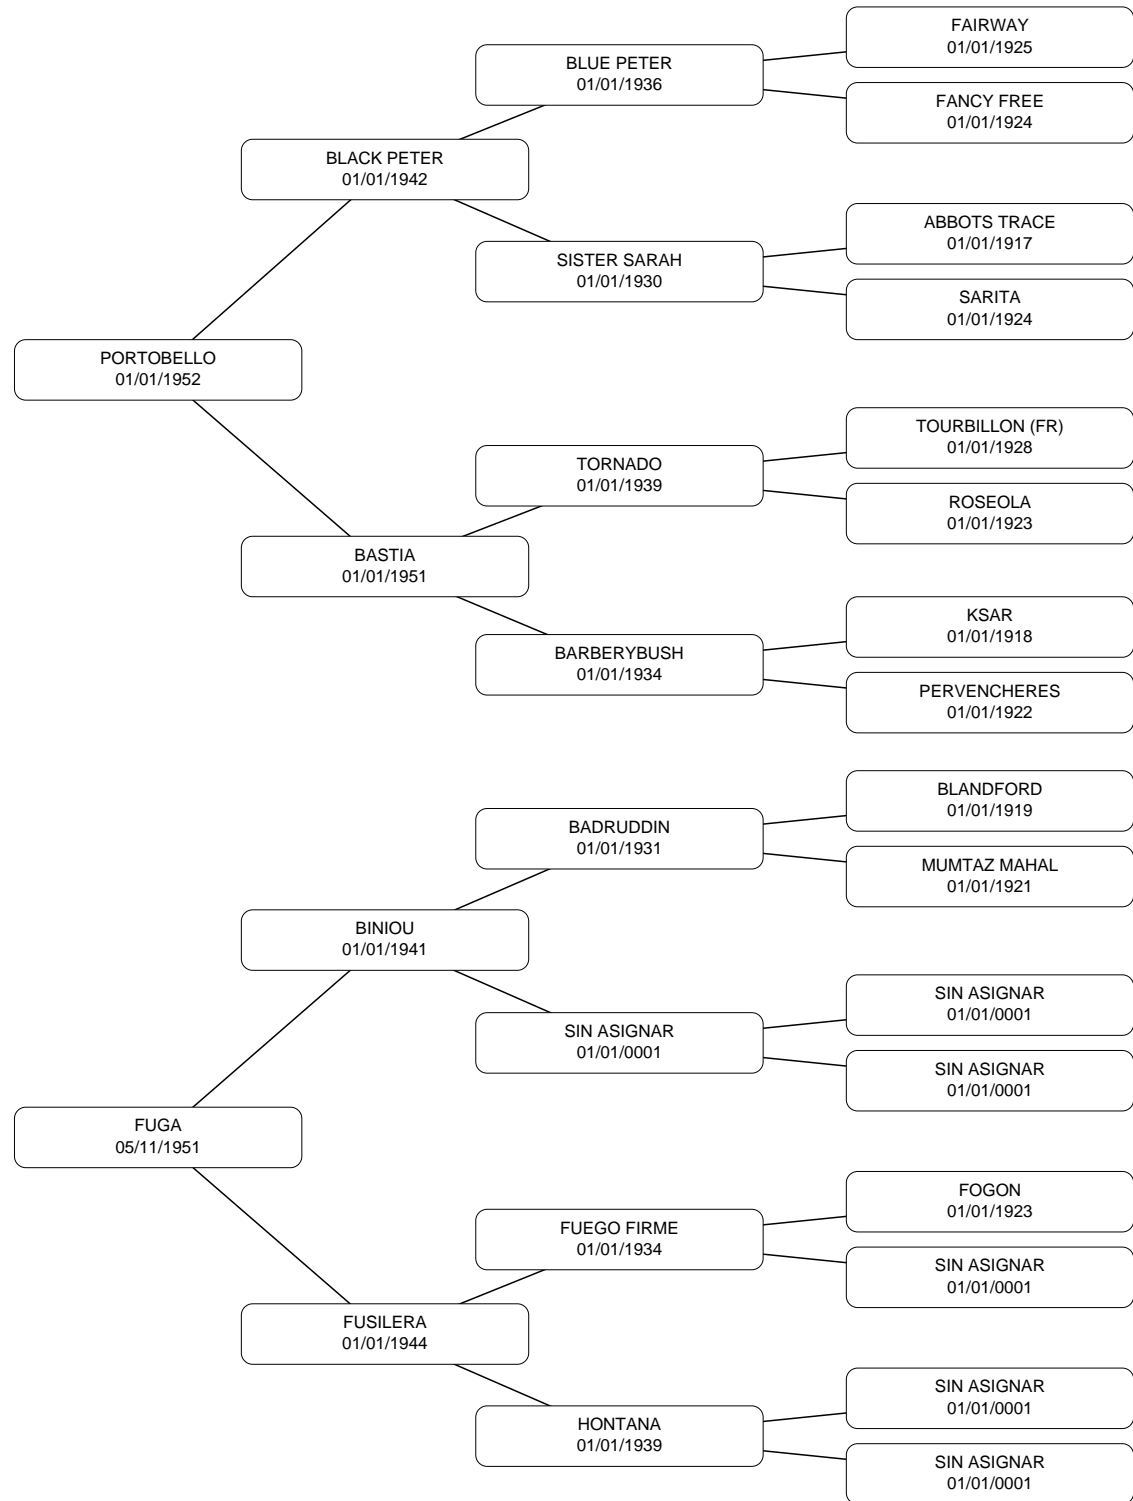 FAIRWAY
01/01/1925
BLUE PETER
01/01/1936
FANCY FREE
01/01/1924
BLACK PETER
01/01/1942
ABBOTS TRACE
01/01/1917
SISTER SARAH
01/01/1930
SARITA
01/01/1924
PORTOBELLO
01/01/1952
TOURBILLON (FR)
01/01/1928
TORNADO
01/01/1939
ROSEOLA
01/01/1923
BASTIA
01/01/1951
KSAR
01/01/1918
BARBERYBUSH
01/01/1934
PERVENCHERES
01/01/1922
BLANDFORD
01/01/1919
BADRUDDIN
01/01/1931
MUMTAZ MAHAL
01/01/1921
BINIOU
01/01/1941
SIN ASIGNAR
01/01/0001
SIN ASIGNAR
01/01/0001
SIN ASIGNAR
01/01/0001
FUGA
05/11/1951
FOGON
01/01/1923
FUEGO FIRME
01/01/1934
SIN ASIGNAR
01/01/0001
FUSILERA
01/01/1944
SIN ASIGNAR
01/01/0001
HONTANA
01/01/1939
SIN ASIGNAR
01/01/0001